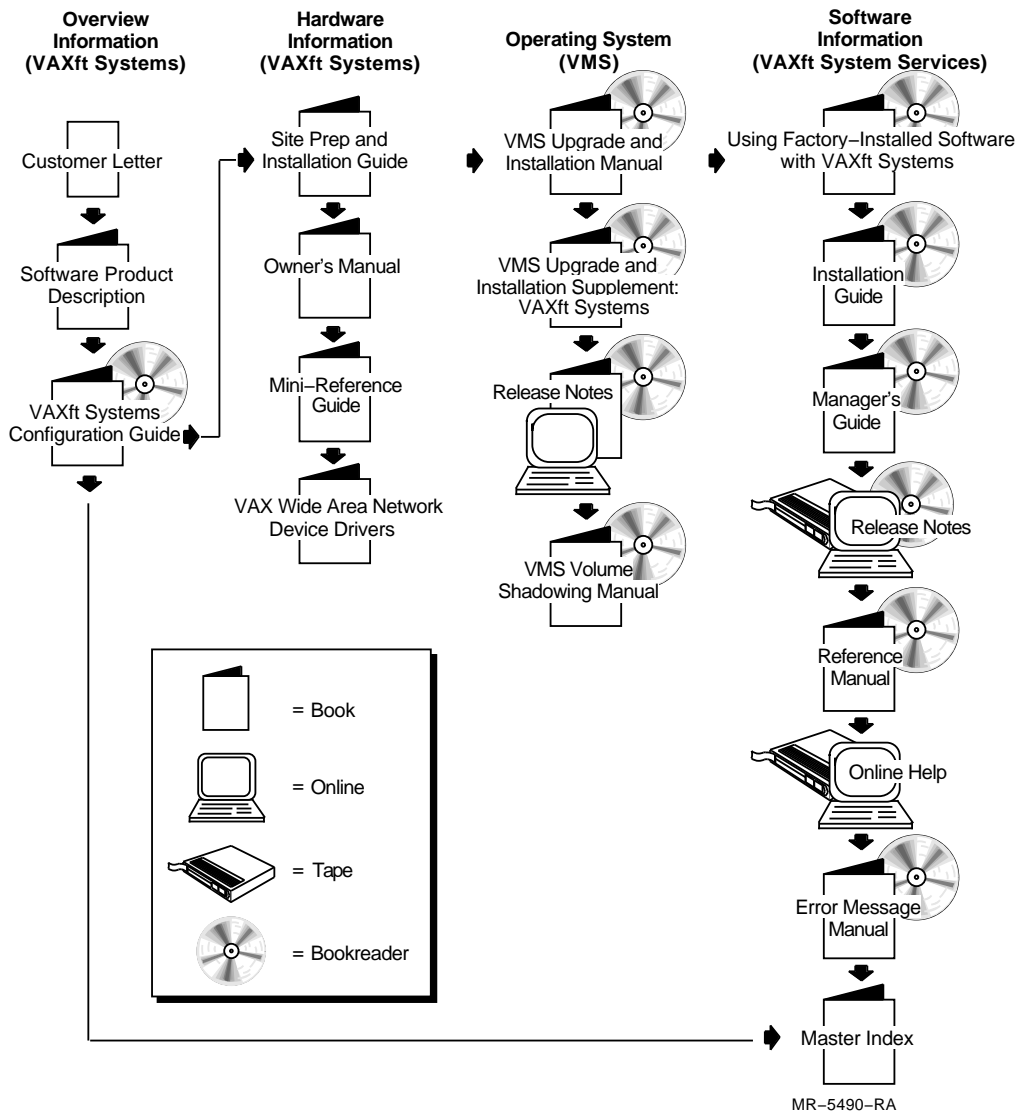 Overview
Information
(VAXft Systems)
Customer Letter
Software Product
Description
VAXft Systems
Configuration Guide
Hardware
Information
(VAXft Systems)
Site Prep and
Installation Guide
Owner's Manual
Mini–Reference
Guide
VAX Wide Area Network
Device Drivers
Operating System
(VMS)
VMS Upgrade and
Installation Manual
VMS Upgrade and
Installation Supplement:
VAXft Systems
Release Notes
VMS Volume
Shadowing Manual
Software
Information
(VAXft System Services)
Using Factory–Installed Software
with VAXft Systems
Installation
Guide
Manager's
Guide
Release Notes
Reference
Manual
Online Help
Error Message
Manual
Master Index
= Book
= Online
= Tape
= Bookreader
MR–5490–RA